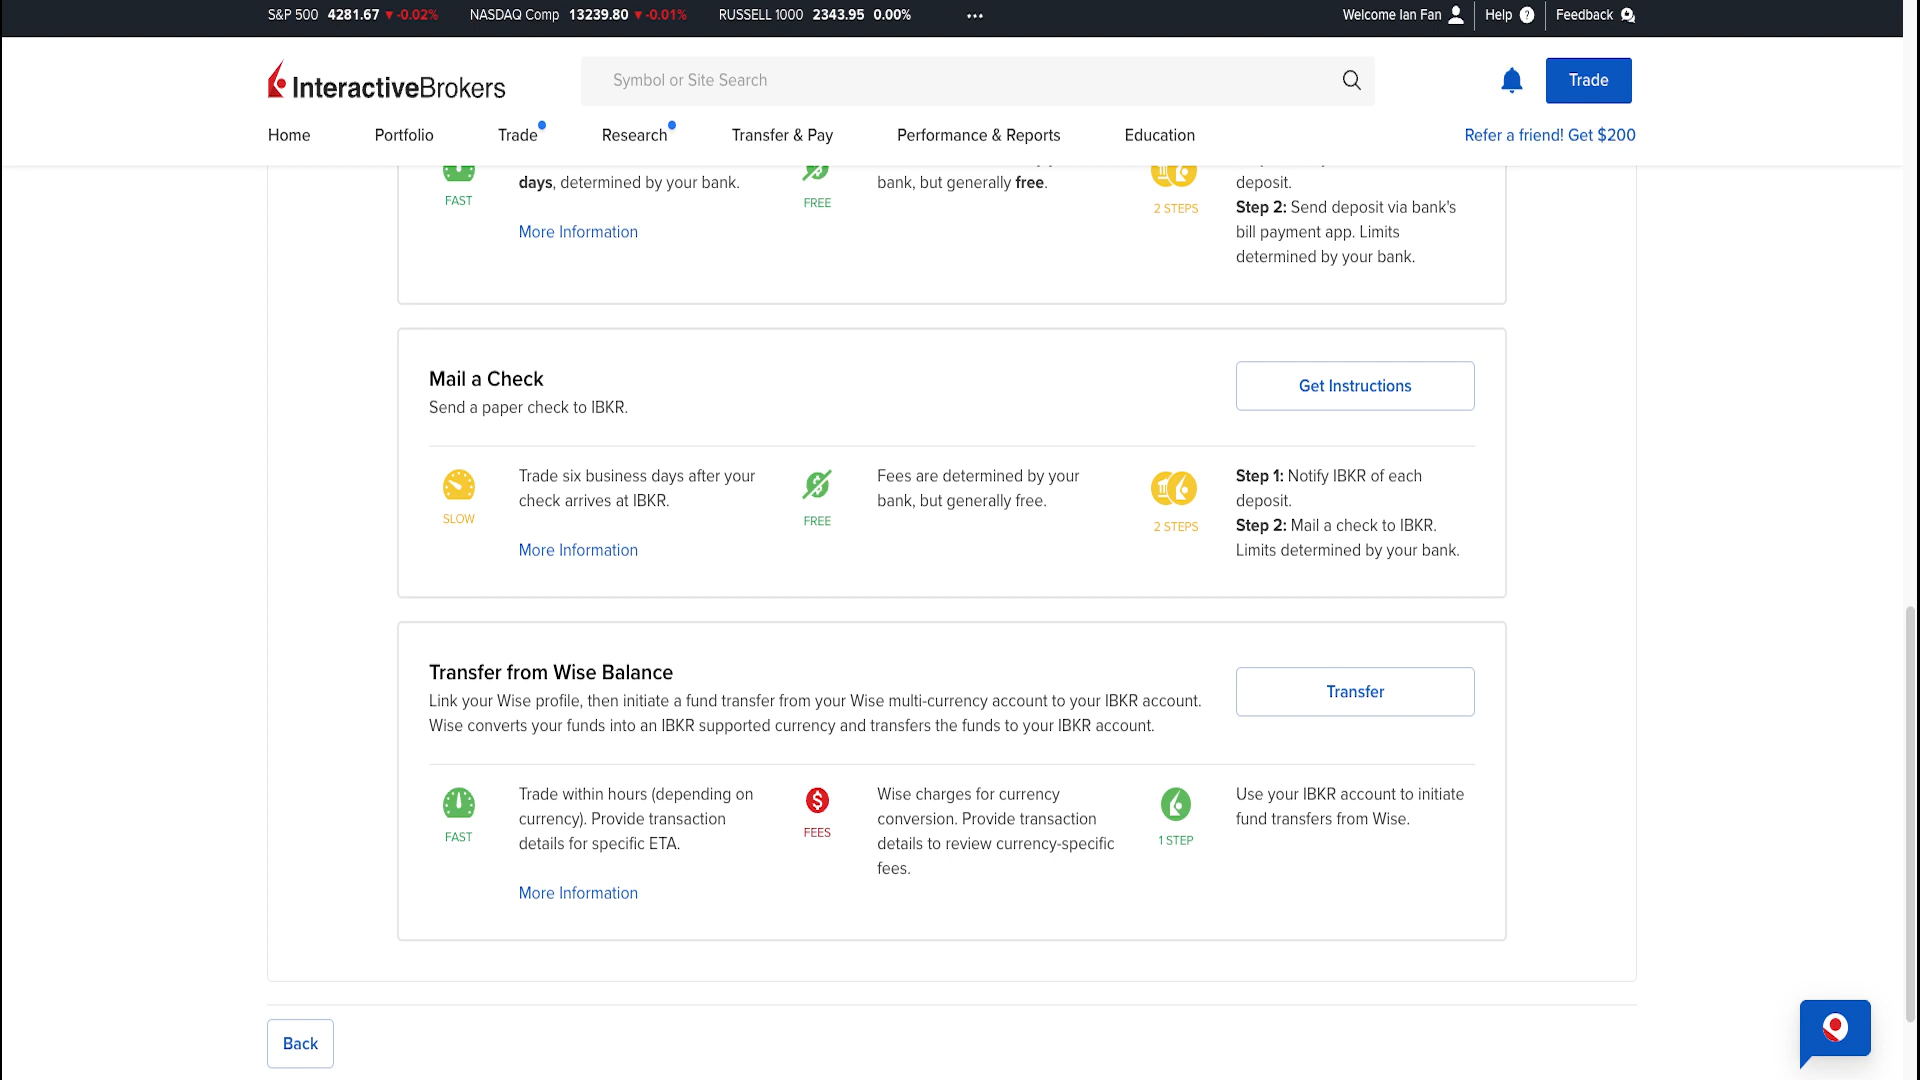 S&P 500 4281.67 ▼-0.02% NASDAQ Comp 13239.80 ▼-0.01% RUSSELL 1000 2343.95 0.00% ••• Welcome Ian Fan Help ? Feedback
InteractiveBrokers Symbol or Site Search Trade
Home Portfolio Trade Research Transfer & Pay Performance & Reports Education Refer a friend! Get $200
days, determined by your bank.
FAST
More Information
bank, but generally free.
FREE
2 STEPS
deposit.
Step 2: Send deposit via bank's
bill payment app. Limits
determined by your bank.
Mail a Check
Send a paper check to IBKR.
Get Instructions
SLOW
Trade six business days after your
check arrives at IBKR.
More Information
FREE
Fees are determined by your
bank, but generally free.
2 STEPS
Step 1: Notify IBKR of each
deposit.
Step 2: Mail a check to IBKR.
Limits determined by your bank.
Transfer from Wise Balance
Link your Wise profile, then initiate a fund transfer from your Wise multi-currency account to your IBKR account.
Wise converts your funds into an IBKR supported currency and transfers the funds to your IBKR account.
Transfer
FAST
Trade within hours (depending on
currency). Provide transaction
details for specific ETA.
More Information
FEES
Wise charges for currency
conversion. Provide transaction
details to review currency-specific
fees.
1 STEP
Use your IBKR account to initiate
fund transfers from Wise.
Back